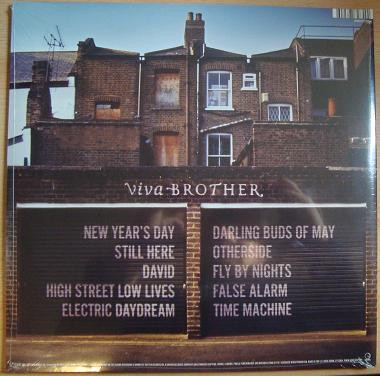 viva BROTHER
NEW YEAR'S DAY
STILL HERE
DAVID
HIGH STREET LOW LIVES
ELECTRIC DAYDREAM
DARLING BUDS OF MAY
OTHERSIDE
FLY BY NIGHTS
FALSE ALARM
TIME MACHINE